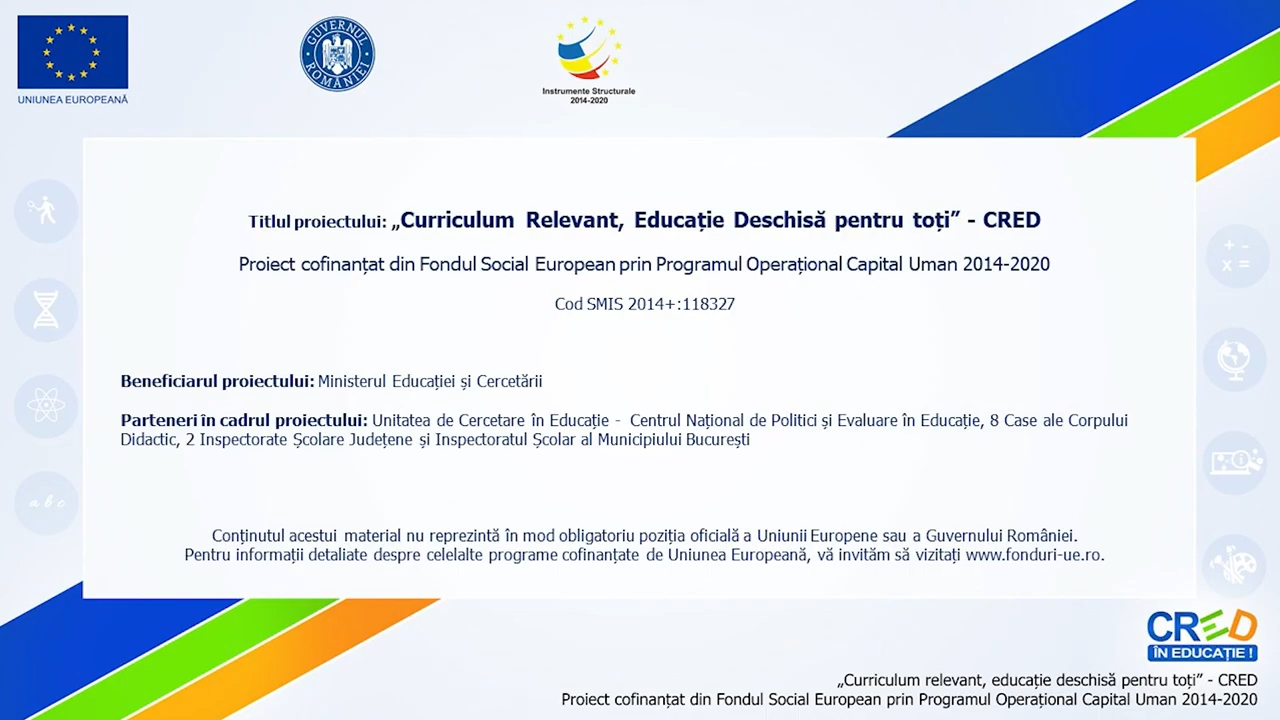 UNIUNEA EUROPEANĂ
GUVERNUL ROMÂNIEI
Instrumente Structurale
2014-2020
Titlul proiectului: „Curriculum Relevant, Educație Deschisă pentru toți” - CRED
Proiect cofinanțat din Fondul Social European prin Programul Operațional Capital Uman 2014-2020
Cod SMIS 2014+:118327
Beneficiarul proiectului: Ministerul Educației și Cercetării
Parteneri în cadrul proiectului: Unitatea de Cercetare în Educație - Centrul Național de Politici și Evaluare în Educație, 8 Case ale Corpului
Didactic, 2 Inspectorate Școlare Județene și Inspectoratul Școlar al Municipiului București
Conținutul acestui material nu reprezintă în mod obligatoriu poziția oficială a Uniunii Europene sau a Guvernului României.
Pentru informații detaliate despre celelalte programe cofinanțate de Uniunea Europeană, vă invităm să vizitați www.fonduri-ue.ro.
+ -
x =
a b c
CRED
ÎN EDUCAȚIE !
„Curriculum relevant, educație deschisă pentru toți” - CRED
Proiect cofinanțat din Fondul Social European prin Programul Operațional Capital Uman 2014-2020